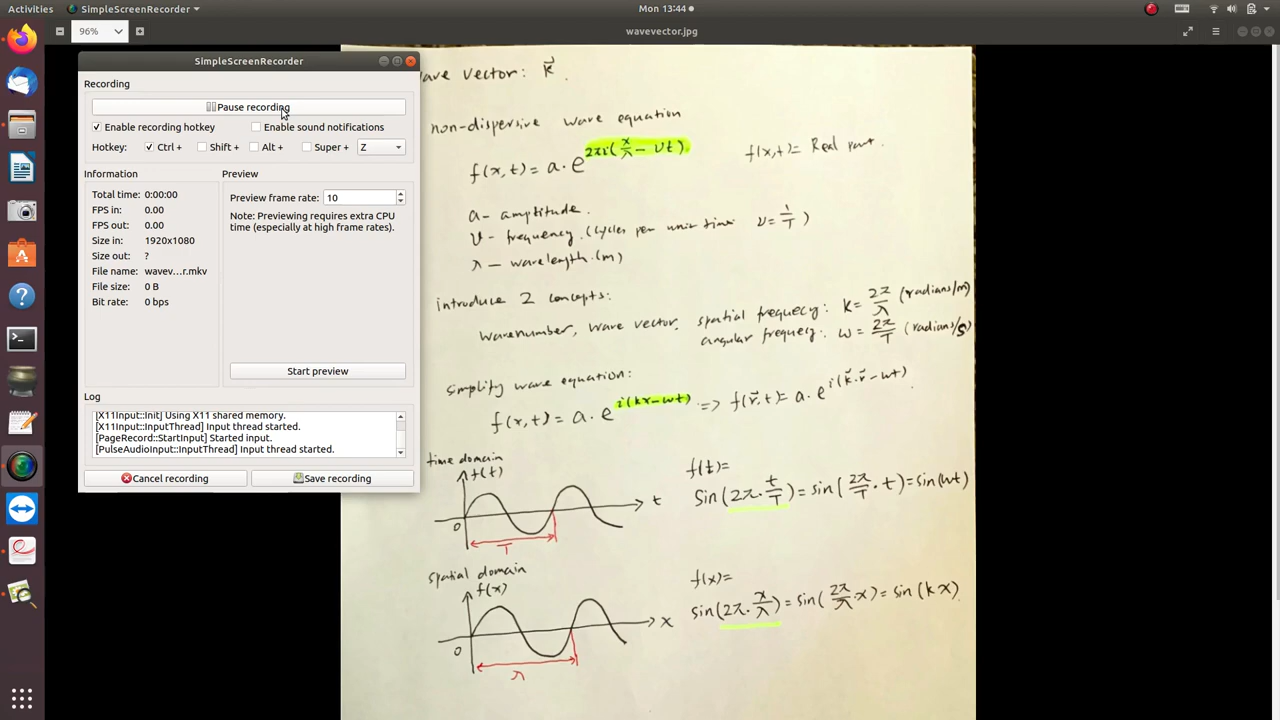 Activities
SimpleScreenRecorder
Mon 13:44
96%
wavevector.jpg
SimpleScreenRecorder
Recording
Pause recording
Enable recording hotkey
Enable sound notifications
Hotkey:
Ctrl +
Shift +
Alt +
Super +
Z
Information
Total time: 0:00:00
FPS in: 0.00
FPS out: 0.00
Size in: 1920x1080
Size out: ?
File name: wavev...r.mkv
File size: 0 B
Bit rate: 0 bps
Preview
Preview frame rate: 10
Note: Previewing requires extra CPU
time (especially at high frame rates).
Start preview
Log
[X11Input::Init] Using X11 shared memory.
[X11Input::InputThread] Input thread started.
[PageRecord::StartInput] Started input.
[PulseAudioInput::InputThread] Input thread started.
Cancel recording
Save recording
ave vector: k⃗.
non-dispersive wave equation
f(x,t) = a·e^{2πi(x/λ − νt)}
f(x,t) = Real part.
a – amplitude.
ν – frequency. (cycles per unit time ν = 1/T)
λ – wavelength. (m)
introduce 2 concepts:
wavenumber, wave vector, spatial frequecy: k = 2π/λ (radians/m)
angular frequecy: ω = 2π/T (radians/s)
simplify wave equation:
f(x,t) = a·e^{i(kx−ωt)} => f(r⃗,t) = a·e^{i(k⃗·r⃗−ωt)}
time domain
f(t)
0
t
T
f(t)=
sin(2π·t/T) = sin(2π/T·t) = sin(ωt)
spatial domain
f(x)
0
x
λ
f(x)=
sin(2π·x/λ) = sin(2π/λ·x) = sin(kx)